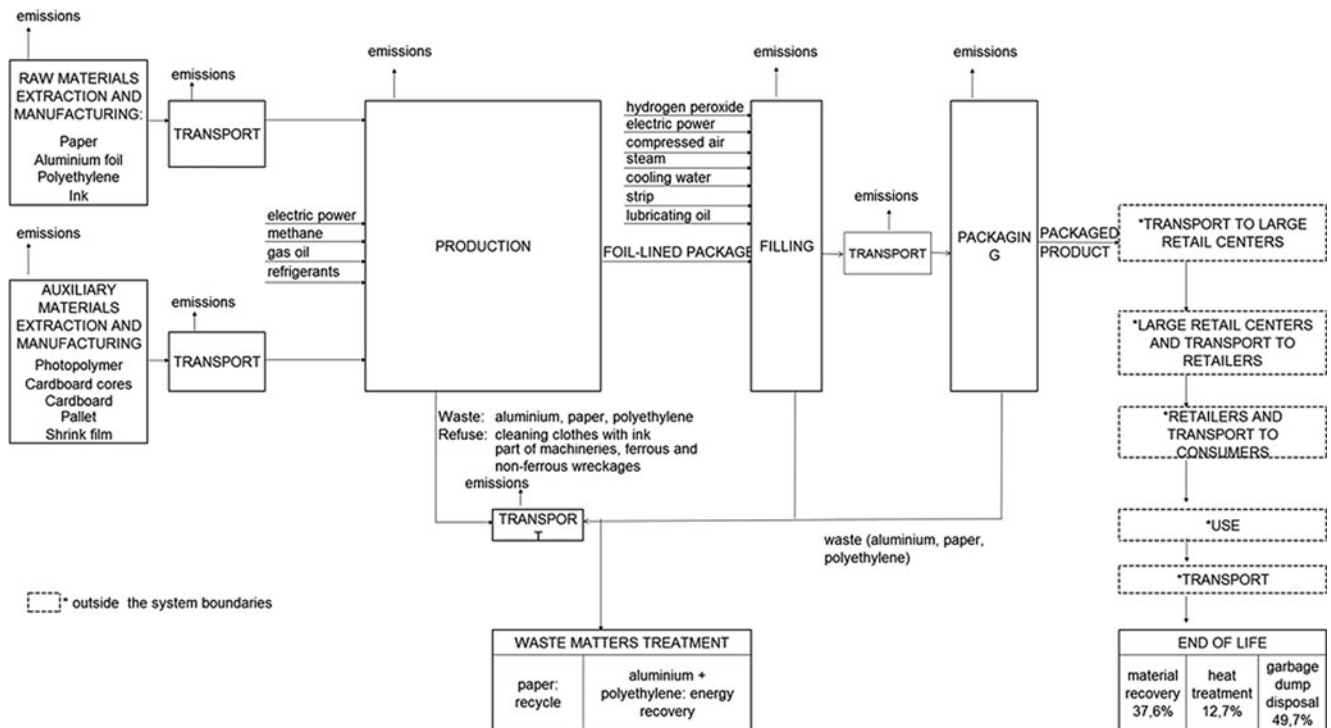 emissions
RAW MATERIALS
EXTRACTION AND
MANUFACTURING:
Paper
Aluminium foil
Polyethylene
Ink
emissions
TRANSPORT
emissions
AUXILIARY
MATERIALS
EXTRACTION AND
MANUFACTURING
Photopolymer
Cardboard cores
Cardboard
Pallet
Shrink film
emissions
TRANSPORT
electric power
methane
gas oil
refrigerants
emissions
PRODUCTION
FOIL-LINED PACKAGE
hydrogen peroxide
electric power
compressed air
steam
cooling water
strip
lubricating oil
emissions
FILLING
emissions
TRANSPORT
emissions
PACKAGIN
G
PACKAGED
PRODUCT
*TRANSPORT TO LARGE
RETAIL CENTERS
*LARGE RETAIL CENTERS
AND TRANSPORT TO
RETAILERS
*RETAILERS AND
TRANSPORT TO
CONSUMERS
*USE
*TRANSPORT
END OF LIFE
material
recovery
37,6%
heat
treatment
12,7%
garbage
dump
disposal
49,7%
Waste: aluminium, paper, polyethylene
Refuse: cleaning clothes with ink
part of machineries, ferrous and
non-ferrous wreckages
emissions
TRANSPOR
T
waste (aluminium, paper,
polyethylene)
WASTE MATTERS TREATMENT
paper:
recycle
aluminium +
polyethylene: energy
recovery
* outside the system boundaries